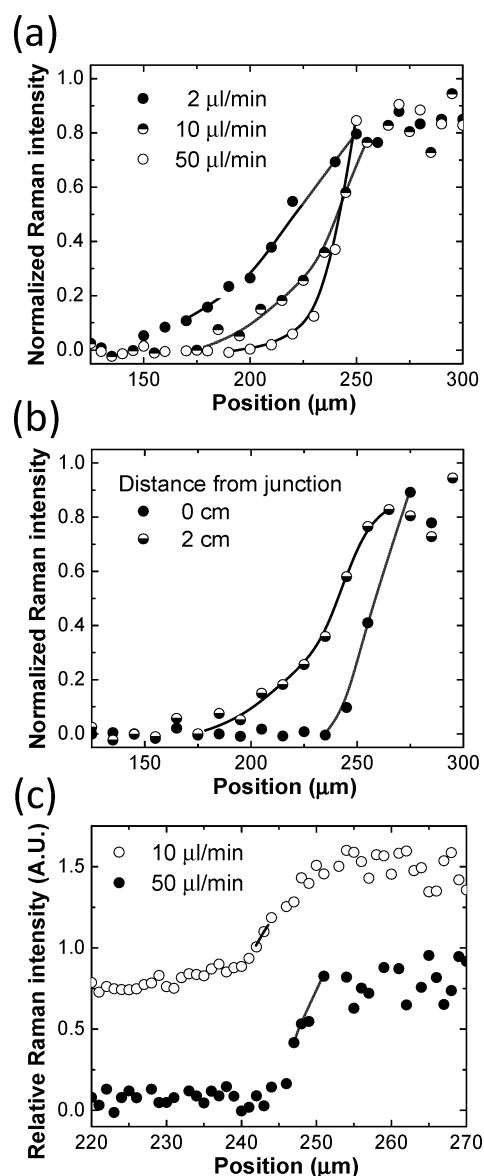 (a)
1.0
0.8
0.6
0.4
0.2
0.0
Normalized Raman intensity
2 μl/min
10 μl/min
50 μl/min
150
200
250
300
Position (μm)
(b)
1.0
0.8
0.6
0.4
0.2
0.0
Normalized Raman intensity
Distance from junction
0 cm
2 cm
150
200
250
300
Position (μm)
(c)
1.5
1.0
0.5
0.0
Relative Raman intensity (A.U.)
10 μl/min
50 μl/min
220
230
240
250
260
270
Position (μm)